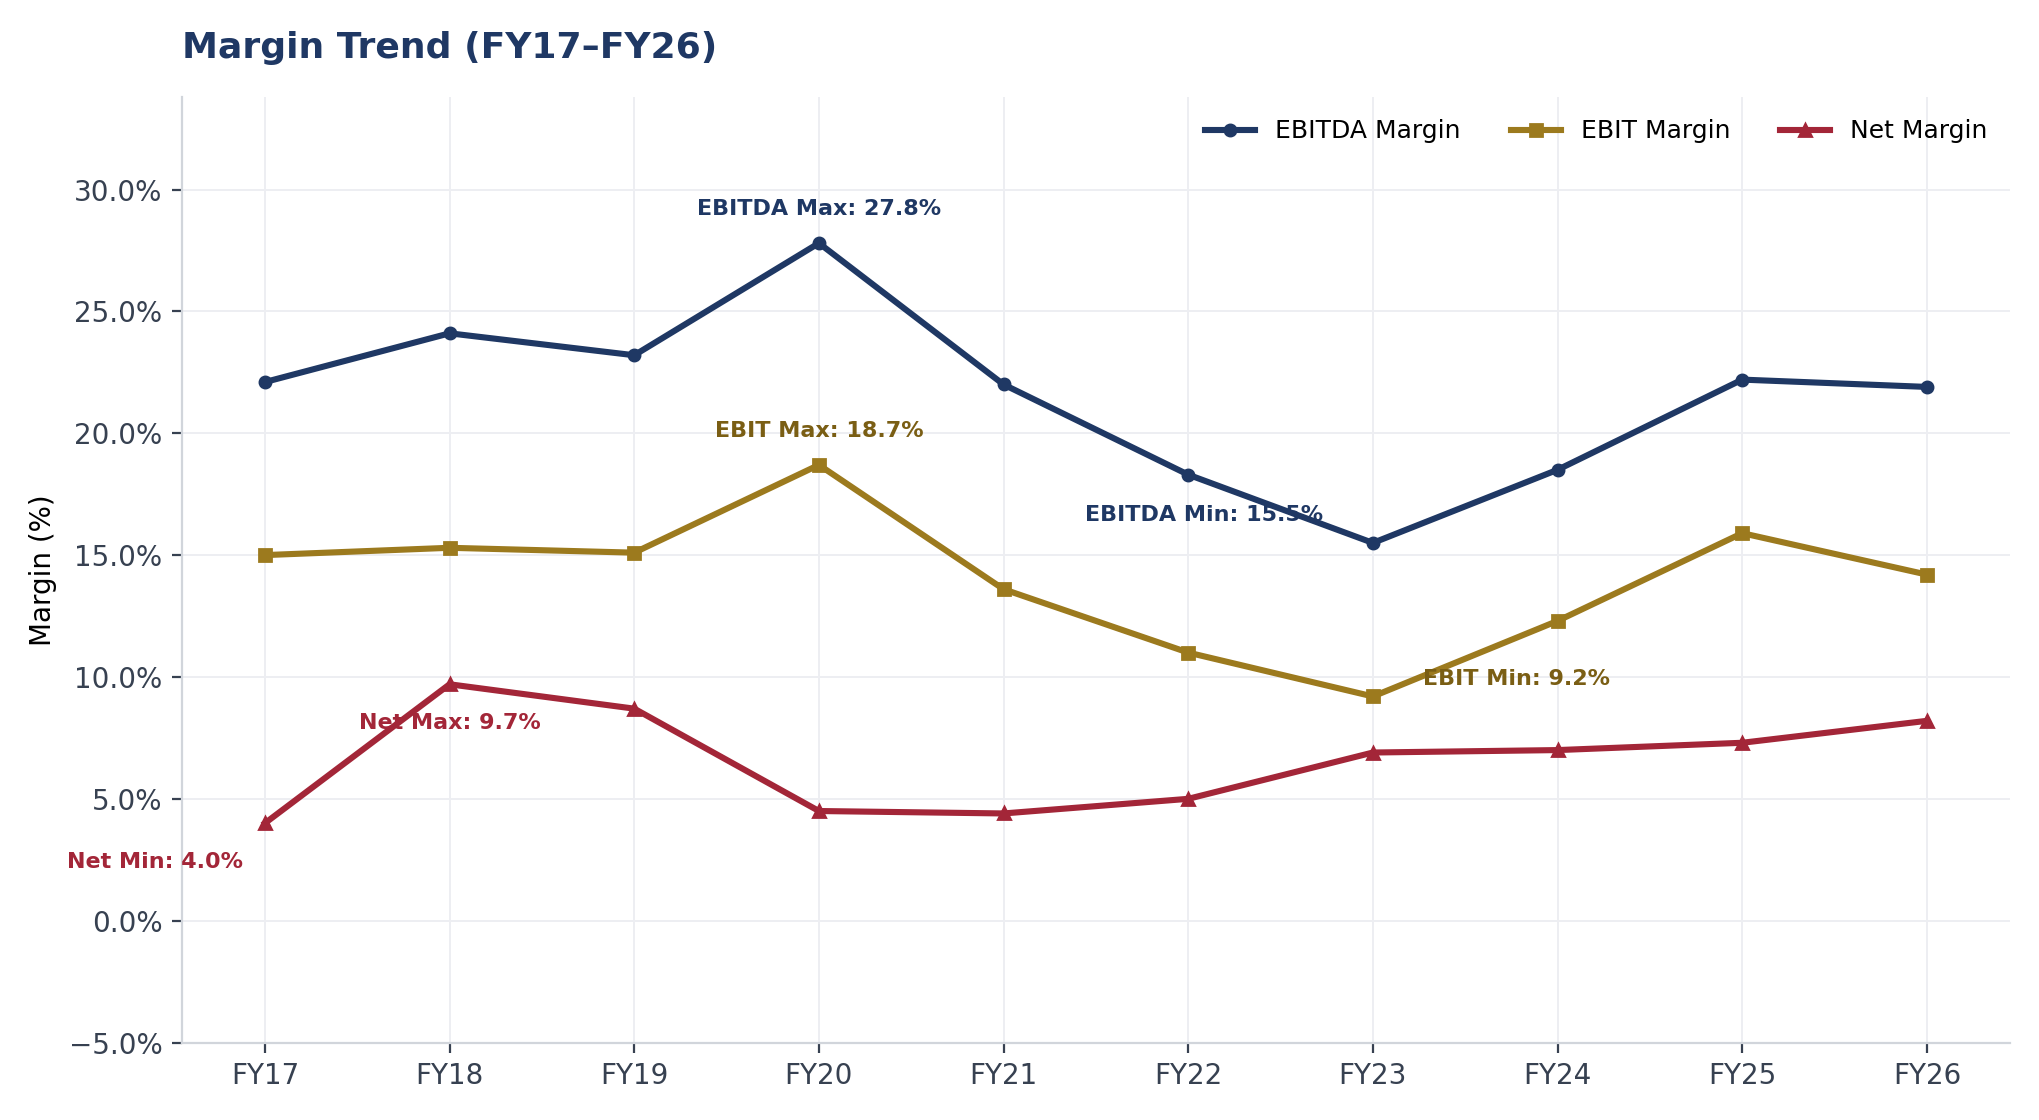 Margin Trend (FY17–FY26)
EBITDA Margin
EBIT Margin
Net Margin
Margin (%)
30.0%
25.0%
20.0%
15.0%
10.0%
5.0%
0.0%
−5.0%
EBITDA Max: 27.8%
EBIT Max: 18.7%
EBITDA Min: 15.5%
EBIT Min: 9.2%
Net Max: 9.7%
Net Min: 4.0%
FY17
FY18
FY19
FY20
FY21
FY22
FY23
FY24
FY25
FY26